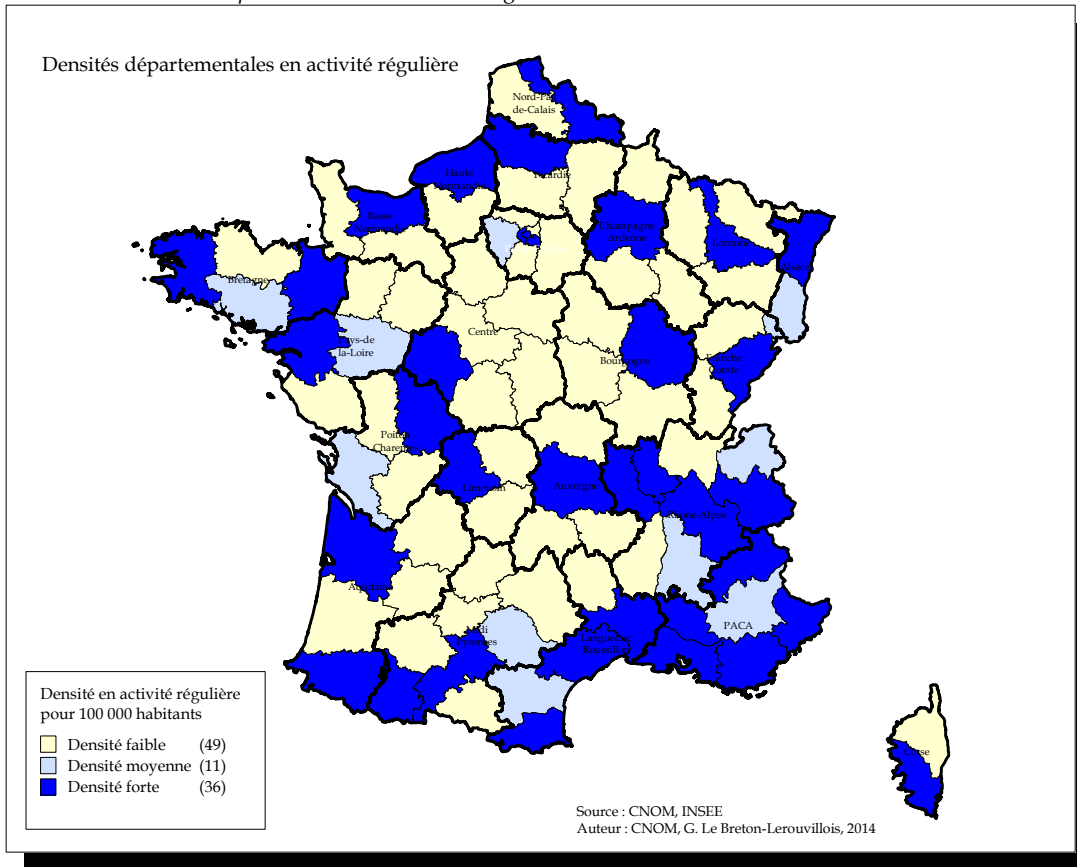 Densités départementales en activité régulière
Nord-Pas
de-Calais
Picardie
Haute
Normandie
Basse
Normandie
Champagne
Ardenne
Lorraine
Alsace
Bretagne
Pays-de
la-Loire
Centre
Bourgogne
Franche
Comté
Poitou
Charentes
Limousin
Auvergne
Rhône-Alpes
Aquitaine
Midi
Pyrénées
Languedoc
Roussillon
PACA
Corse
Densité en activité régulière
pour 100 000 habitants
Densité faible (49)
Densité moyenne (11)
Densité forte (36)
Source : CNOM, INSEE
Auteur : CNOM, G. Le Breton-Lerouvillois, 2014